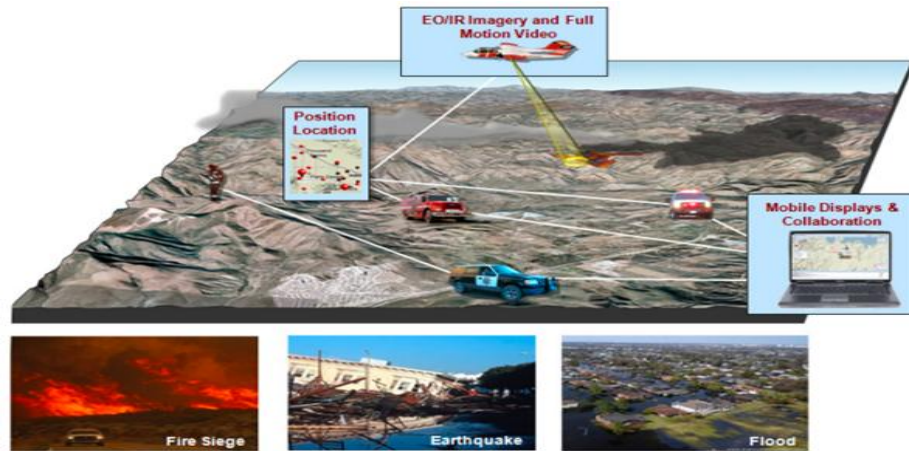 EO/IR Imagery and Full
Motion Video
Position
Location
Mobile Displays &
Collaboration
Fire Siege
Earthquake
Flood